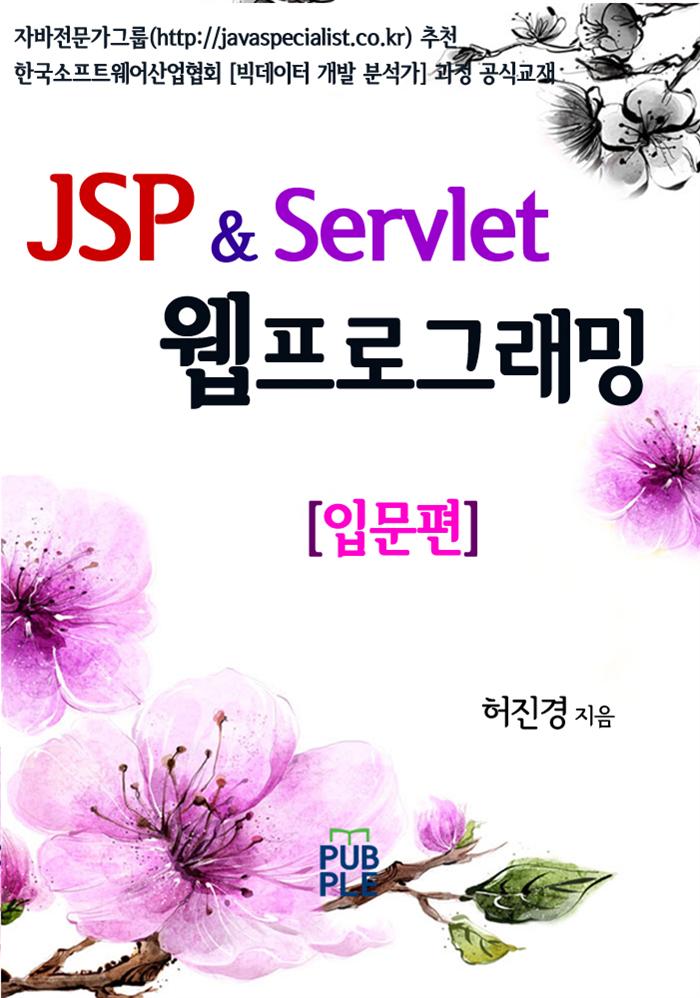 자바전문가그룹(http://javaspecialist.co.kr) 추천
한국소프트웨어산업협회 [빅데이터 개발 분석가] 과정 공식교재
JSP & Servlet
웹프로그래밍
[입문편]
허진경 지음
PUB
PLE